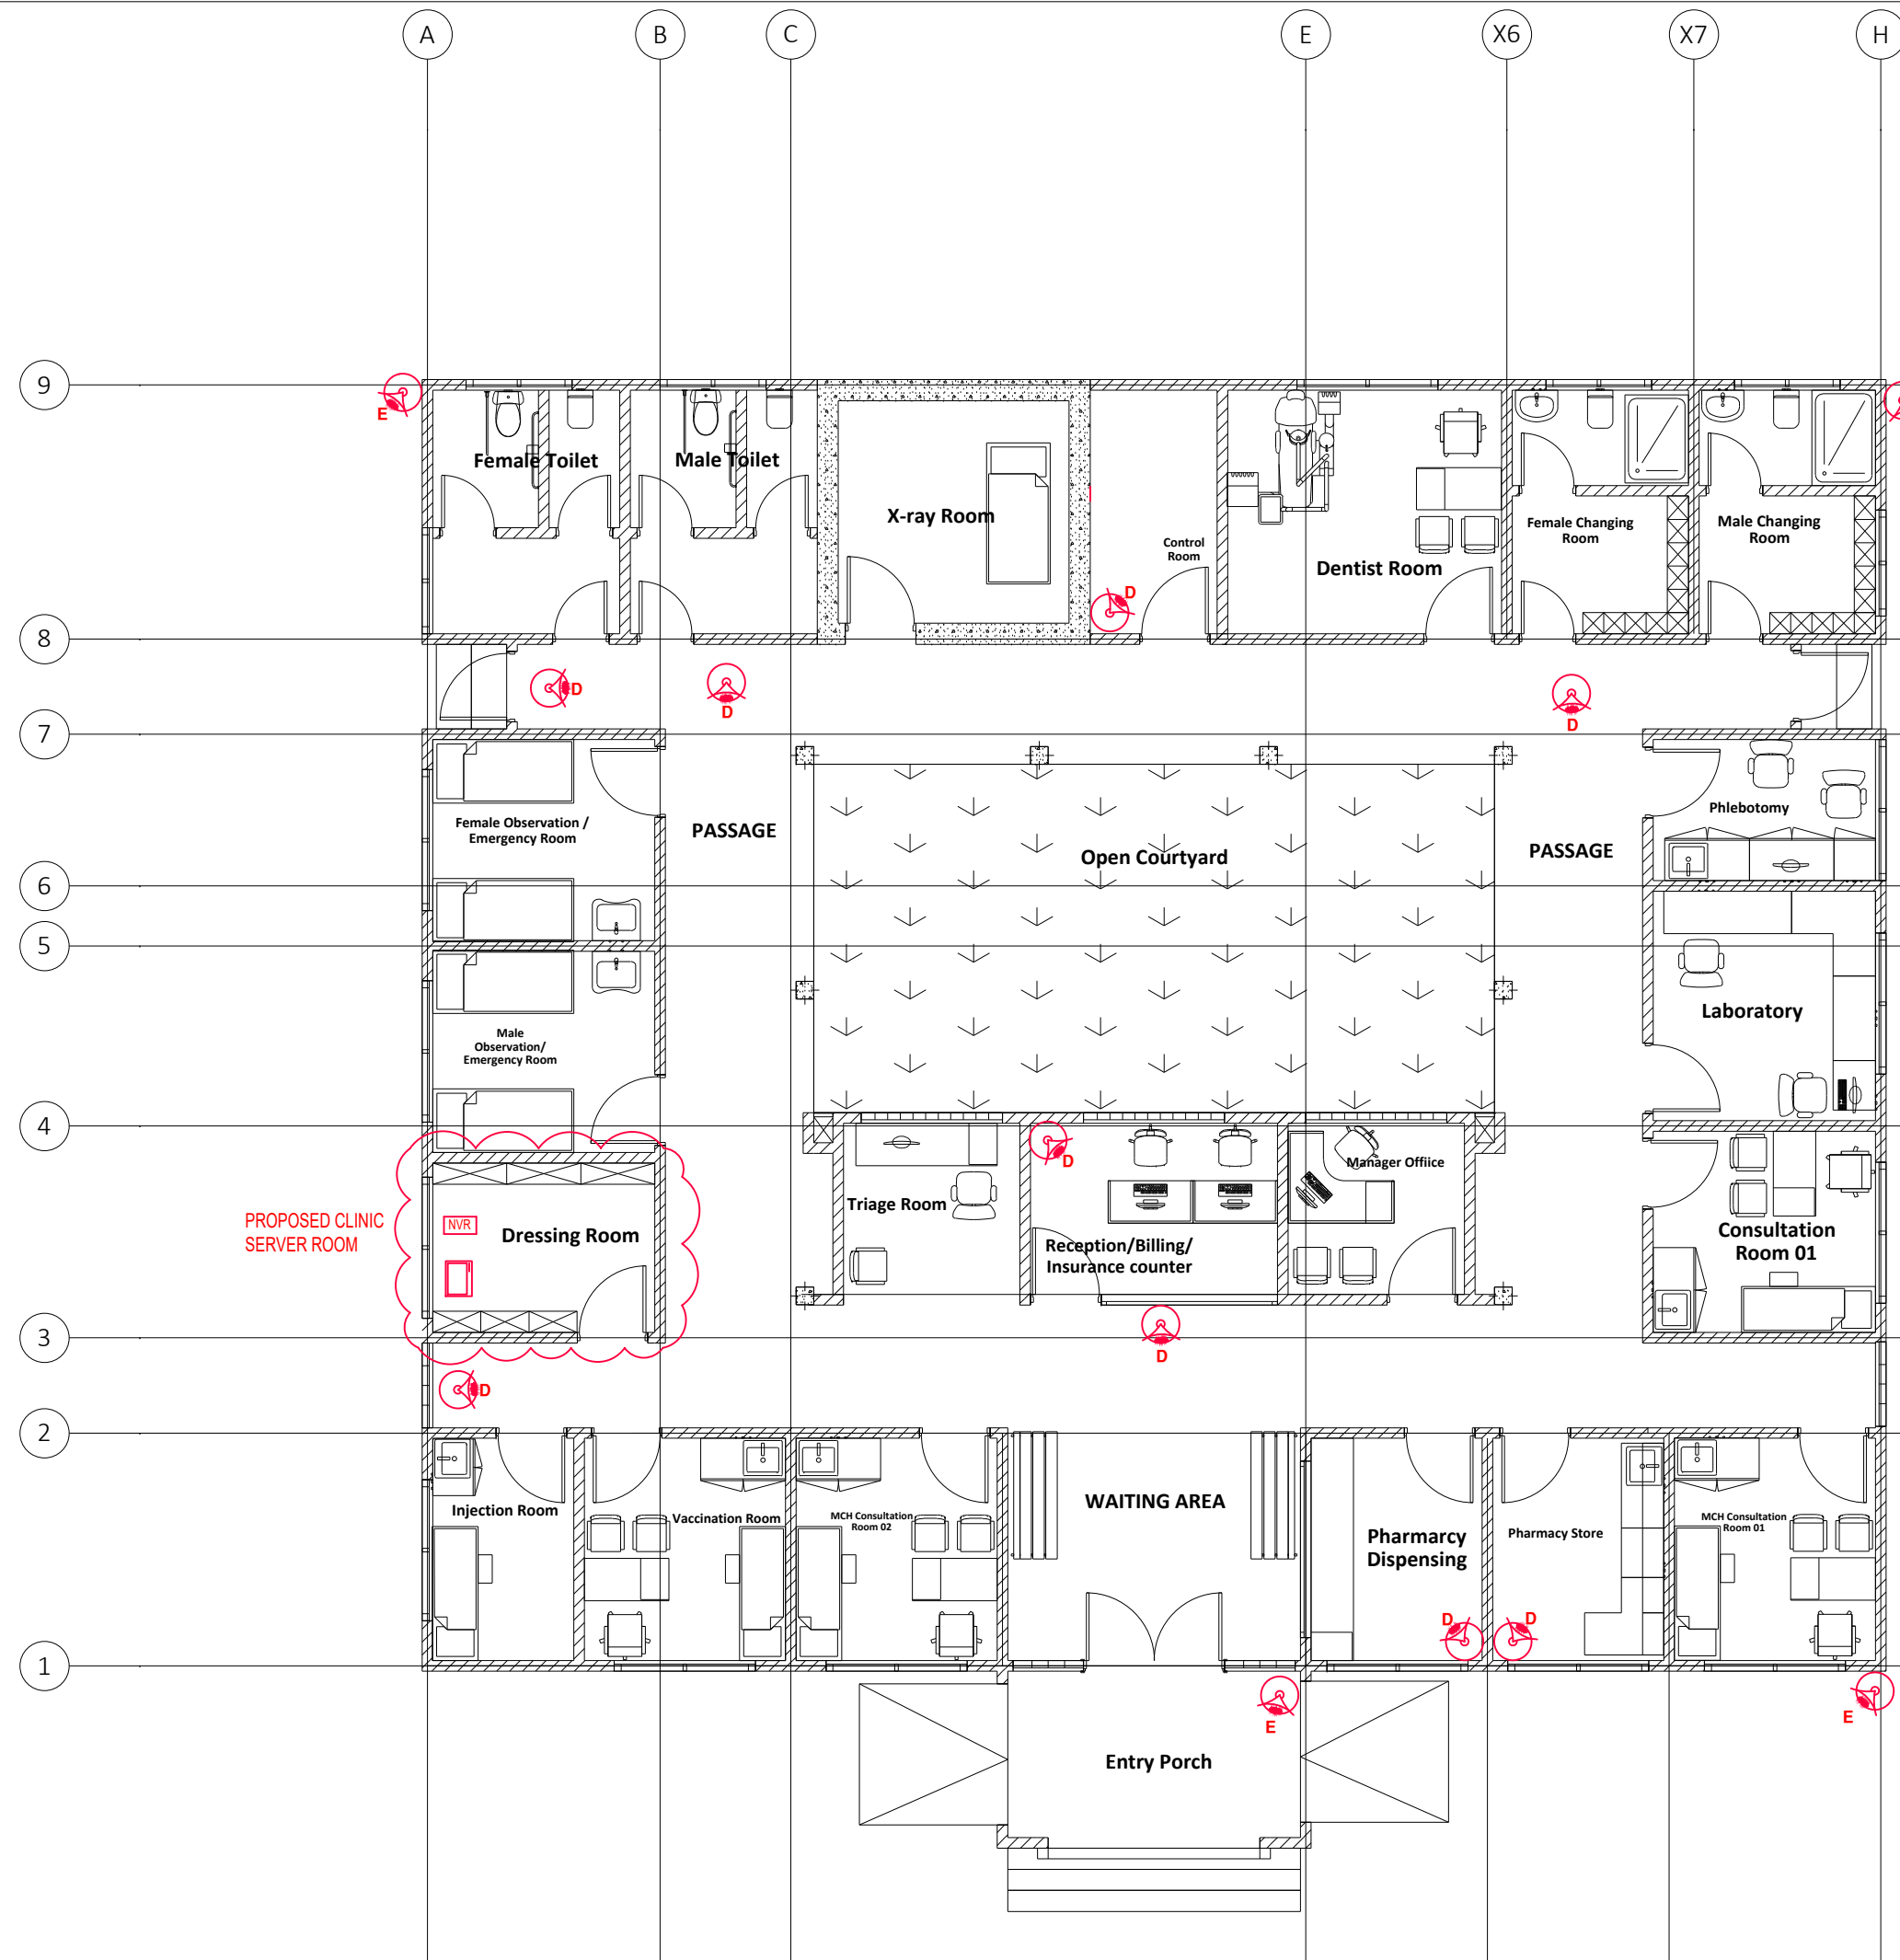 A
B
C
E
X6
X7
H
9
E
Female Toilet
Male Toilet
X-ray Room
Control
Room
Dentist Room
Female Changing
Room
Male Changing
Room
D
8
D
D
D
7
Female Observation /
Emergency Room
PASSAGE
Open Courtyard
PASSAGE
Phlebotomy
6
5
Male
Observation/
Emergency Room
Laboratory
4
D
PROPOSED CLINIC
SERVER ROOM
NVR
Dressing Room
Triage Room
Reception/Billing/
Insurance counter
Manager Offiice
Consultation
Room 01
3
D
D
2
Injection Room
Vaccination Room
MCH Consultation
Room 02
WAITING AREA
Pharmarcy
Dispensing
Pharmacy Store
MCH Consultation
Room 01
D
D
1
E
E
Entry Porch